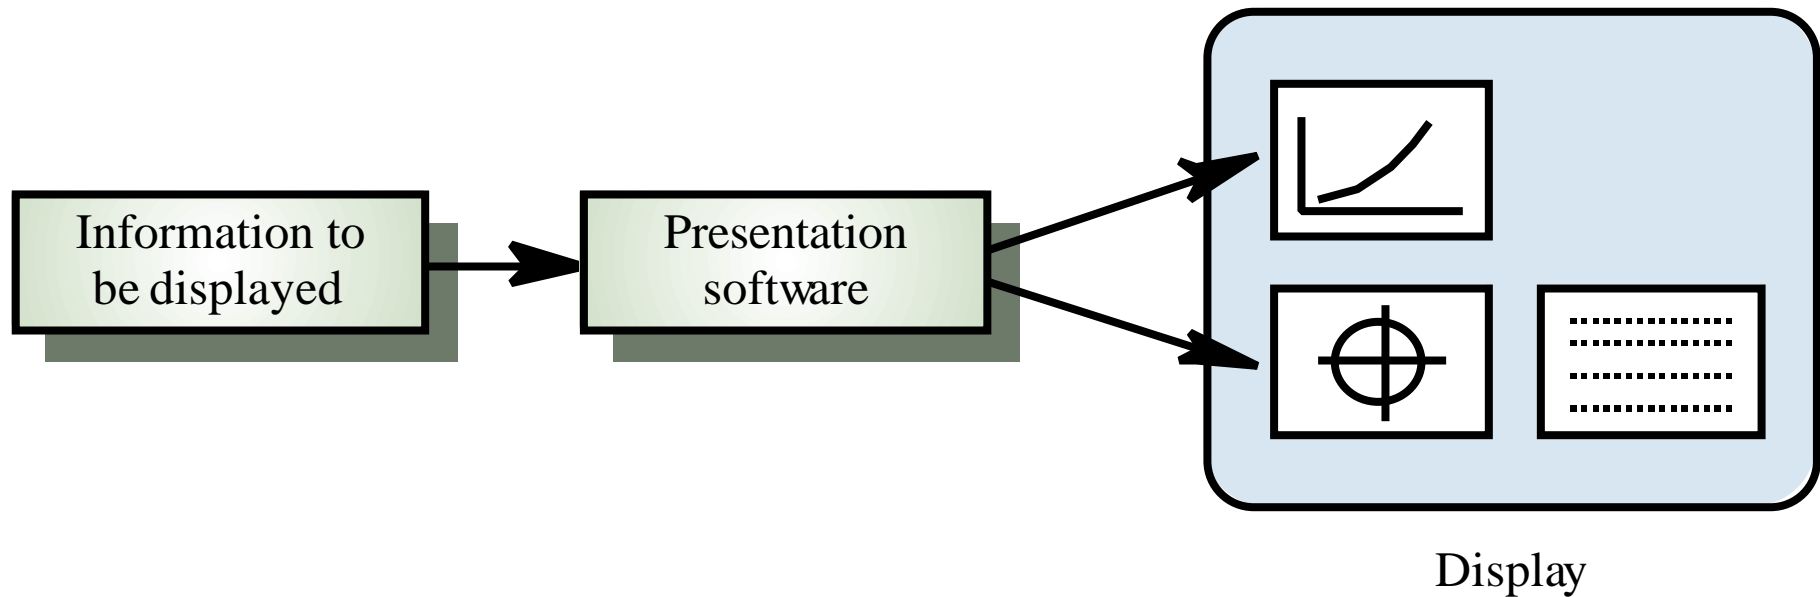 Information to
be displayed
Presentation
software
Display